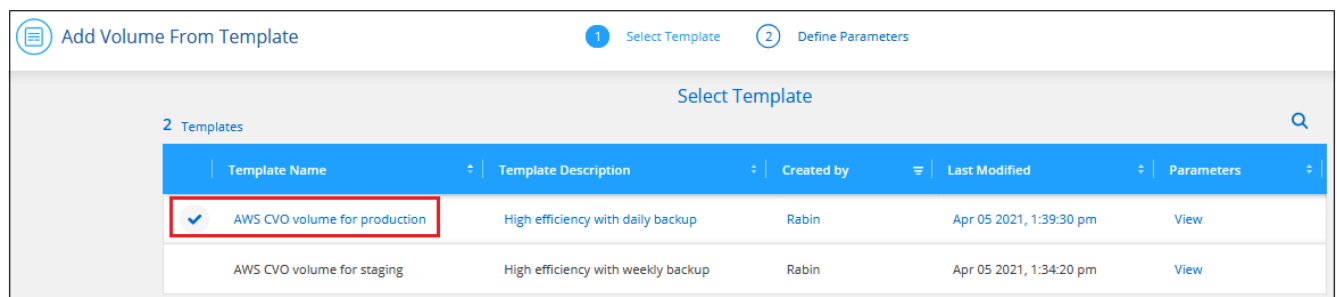 Add Volume From Template
1 Select Template 2 Define Parameters
Select Template
2 Templates
Template Name Template Description Created by Last Modified Parameters
AWS CVO volume for production High efficiency with daily backup Rabin Apr 05 2021, 1:39:30 pm View
AWS CVO volume for staging High efficiency with weekly backup Rabin Apr 05 2021, 1:34:20 pm View